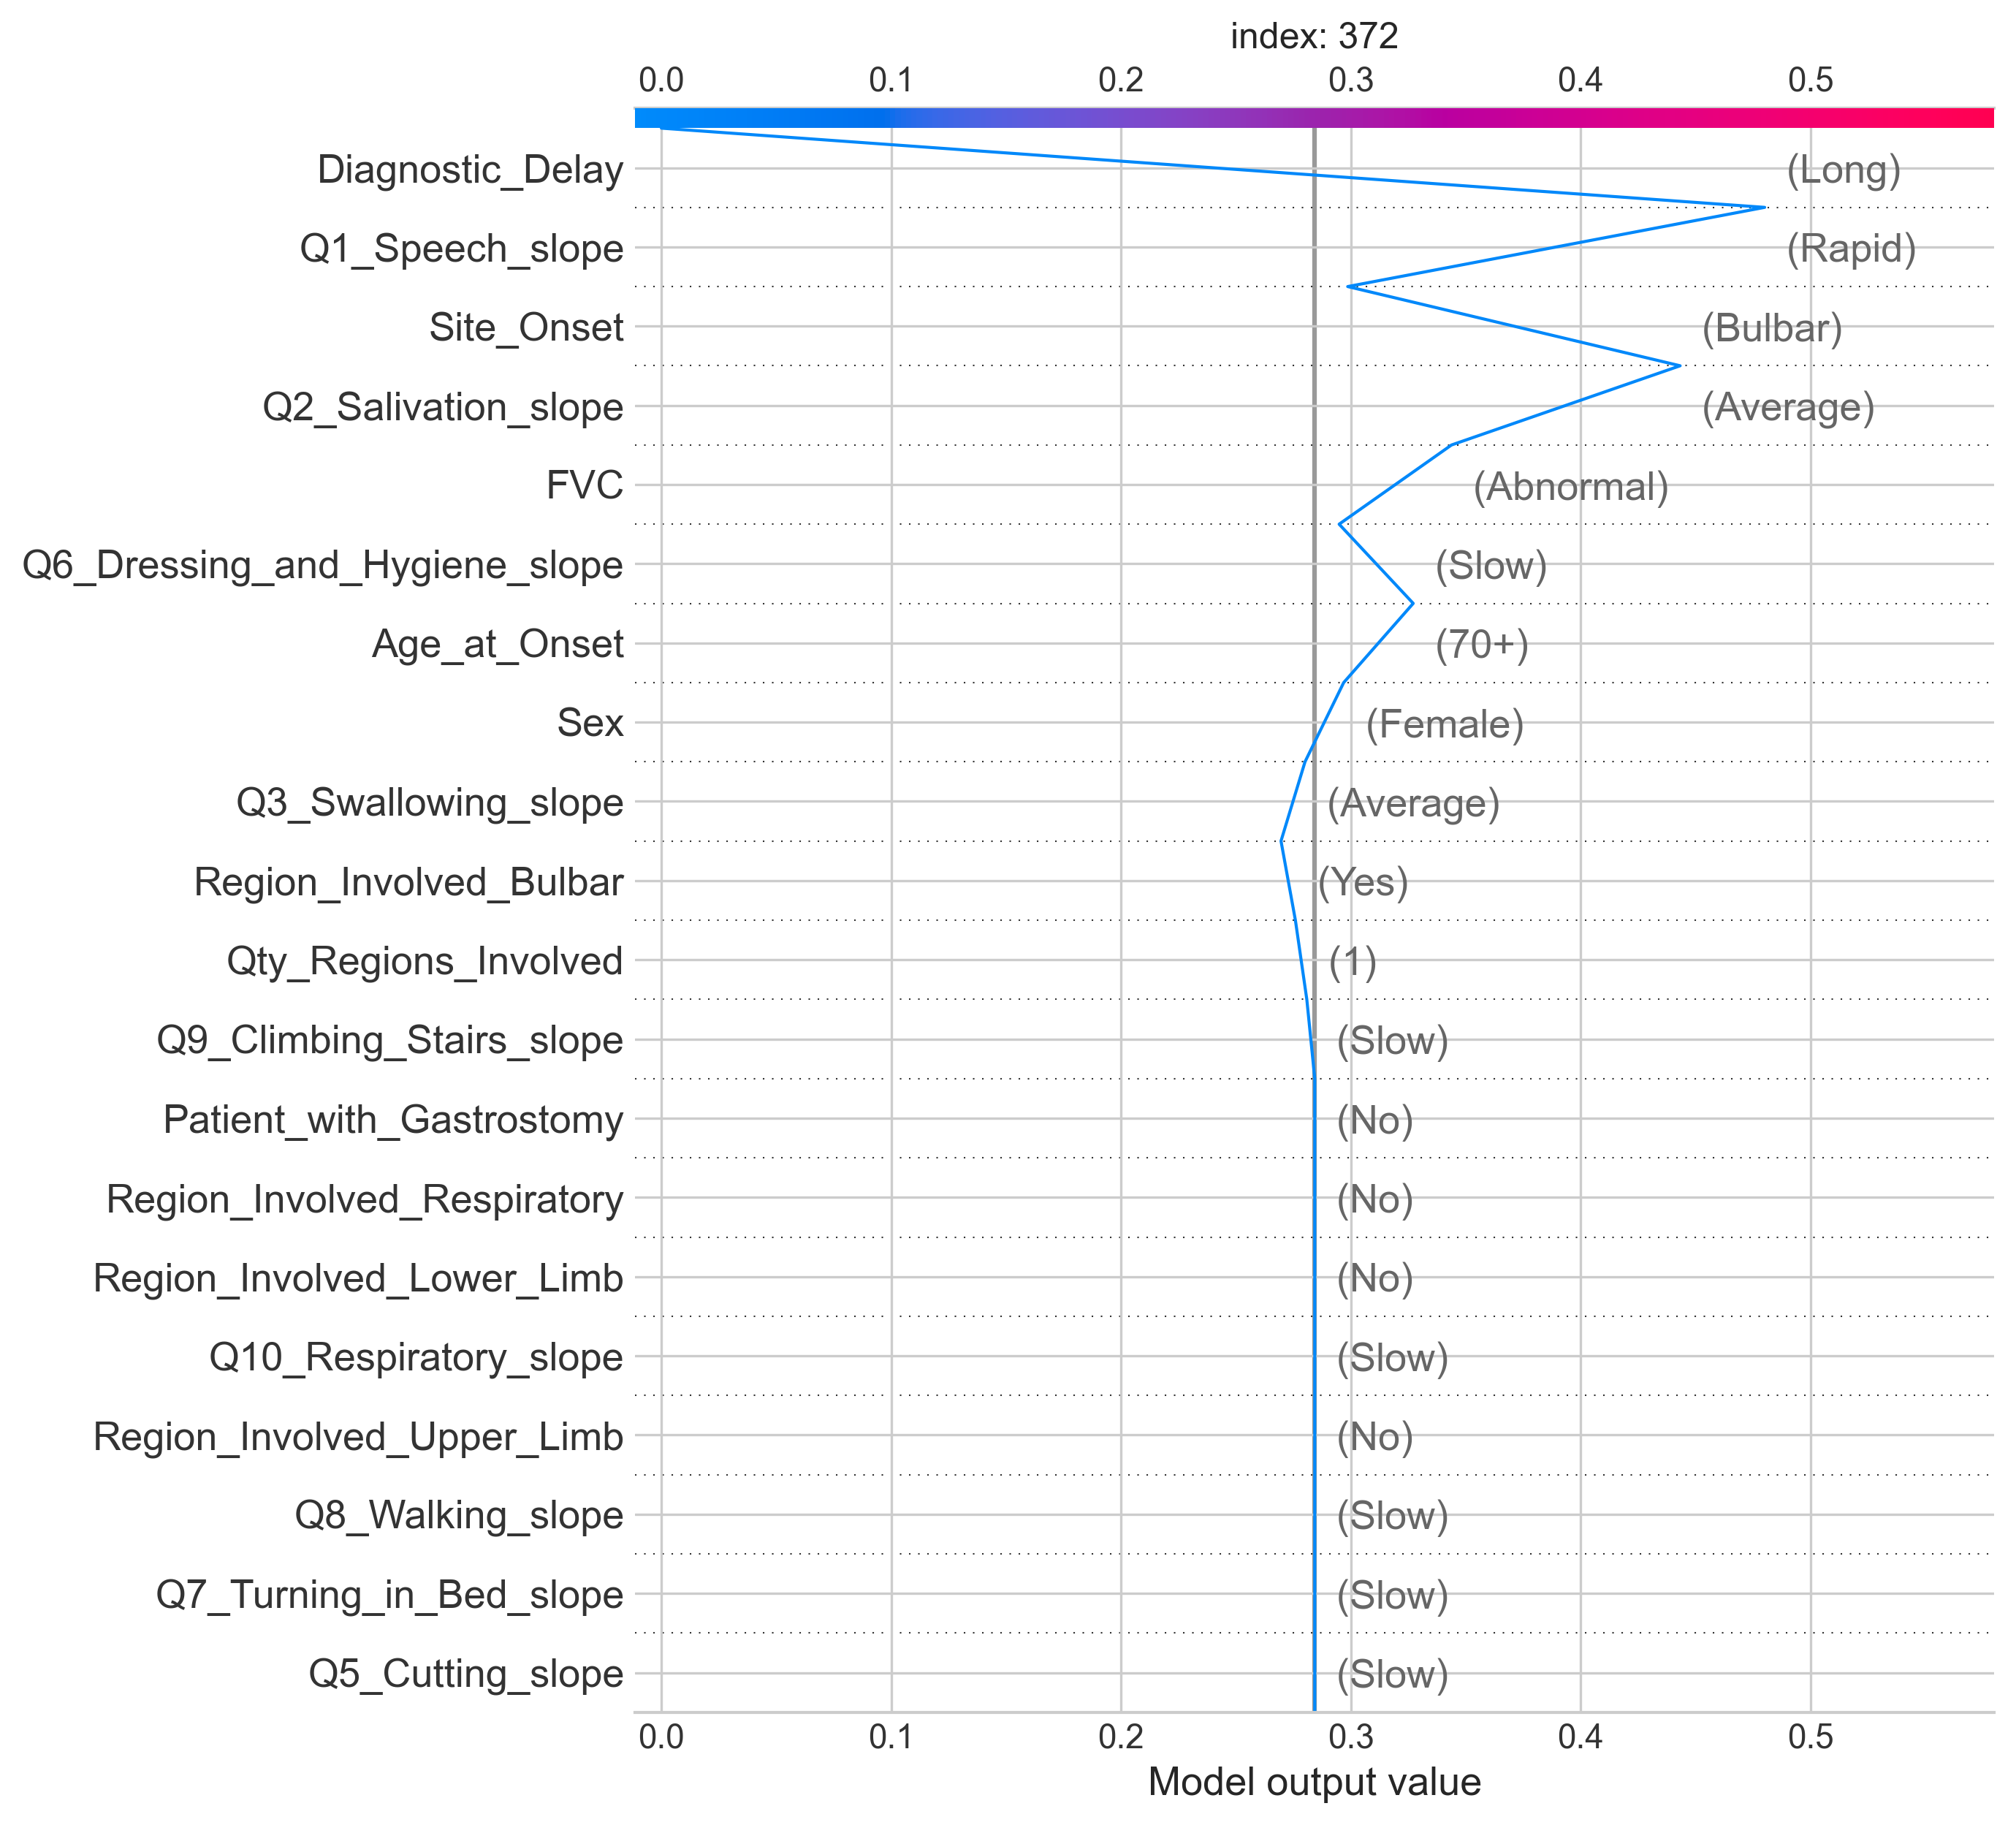 index: 372
0.0 0.1 0.2 0.3 0.4 0.5
Diagnostic_Delay (Long)
Q1_Speech_slope (Rapid)
Site_Onset (Bulbar)
Q2_Salivation_slope (Average)
FVC (Abnormal)
Q6_Dressing_and_Hygiene_slope (Slow)
Age_at_Onset (70+)
Sex (Female)
Q3_Swallowing_slope (Average)
Region_Involved_Bulbar (Yes)
Qty_Regions_Involved (1)
Q9_Climbing_Stairs_slope (Slow)
Patient_with_Gastrostomy (No)
Region_Involved_Respiratory (No)
Region_Involved_Lower_Limb (No)
Q10_Respiratory_slope (Slow)
Region_Involved_Upper_Limb (No)
Q8_Walking_slope (Slow)
Q7_Turning_in_Bed_slope (Slow)
Q5_Cutting_slope (Slow)
0.0 0.1 0.2 0.3 0.4 0.5
Model output value